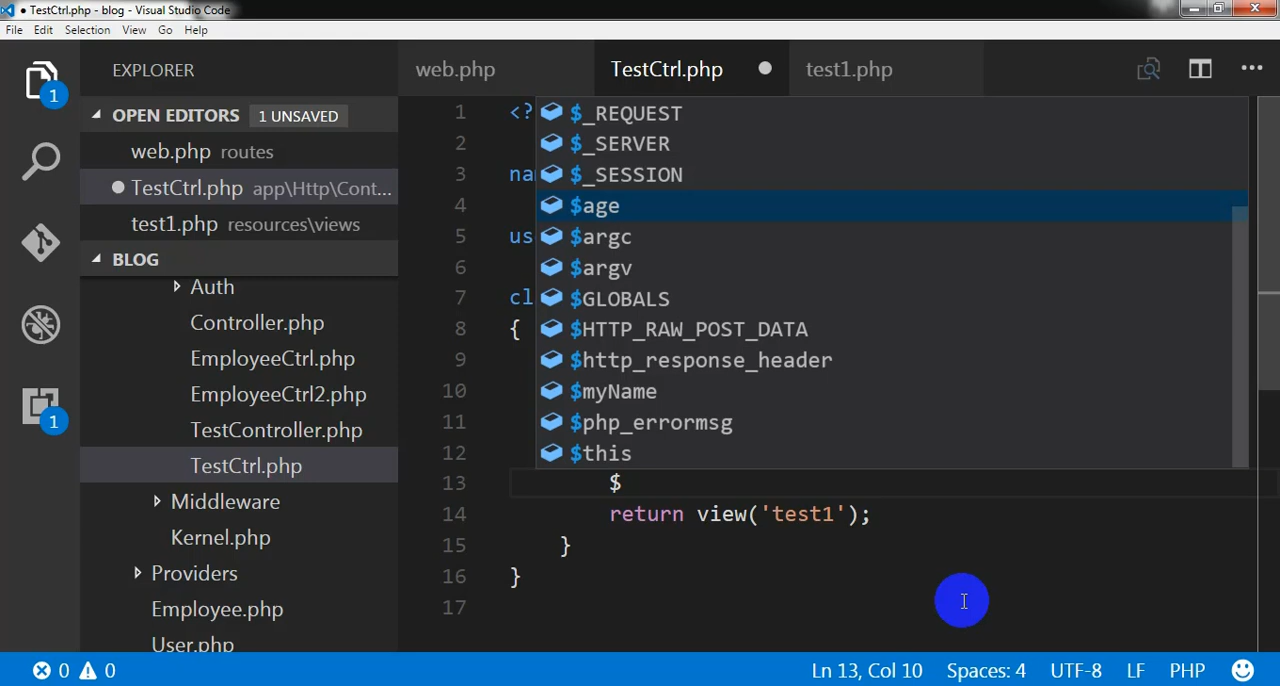 ● TestCtrl.php - blog - Visual Studio Code
File Edit Selection View Go Help
EXPLORER
web.php TestCtrl.php test1.php
OPEN EDITORS 1 UNSAVED
web.php routes
TestCtrl.php app\Http\Cont...
test1.php resources\views
BLOG
Auth
Controller.php
EmployeeCtrl.php
EmployeeCtrl2.php
TestController.php
TestCtrl.php
Middleware
Kernel.php
Providers
Employee.php
User.php
1
1
1 <?
2
3 na
4
5 us
6
7 cl
8 {
9
10
11
12
13 $
14 return view('test1');
15 }
16 }
17
$_REQUEST
$_SERVER
$_SESSION
$age
$argc
$argv
$GLOBALS
$HTTP_RAW_POST_DATA
$http_response_header
$myName
$php_errormsg
$this
0 0 Ln 13, Col 10 Spaces: 4 UTF-8 LF PHP